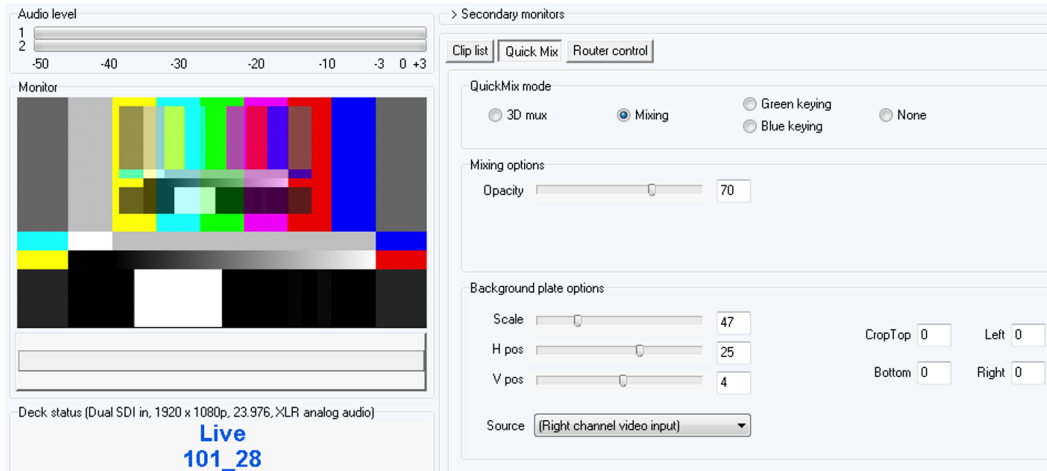 Audio level
1
2
-50 -40 -30 -20 -10 -3 0 +3
Monitor
Deck status (Dual SDI in, 1920 x 1080p, 23.976, XLR analog audio)
Live
101_28
> Secondary monitors
Clip list Quick Mix Router control
QuickMix mode
3D mux Mixing Green keying Blue keying None
Mixing options
Opacity 70
Background plate options
Scale 47
H pos 25
V pos 4
CropTop 0 Left 0
Bottom 0 Right 0
Source (Right channel video input)